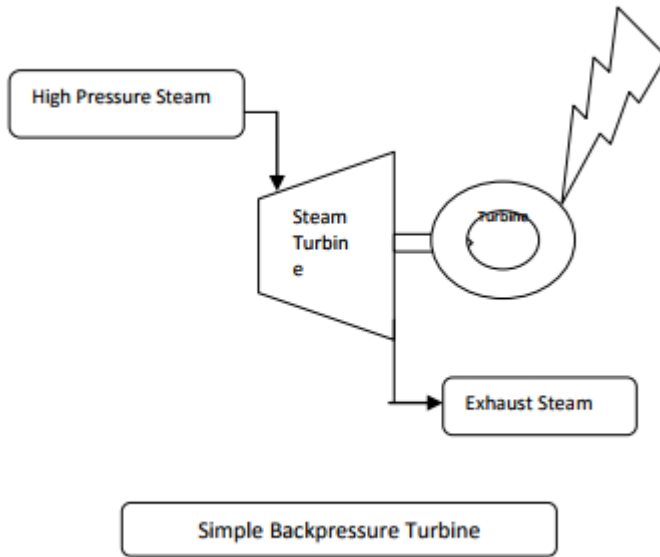 High Pressure Steam
Steam
Turbin
e
Turbine
Exhaust Steam
Simple Backpressure Turbine